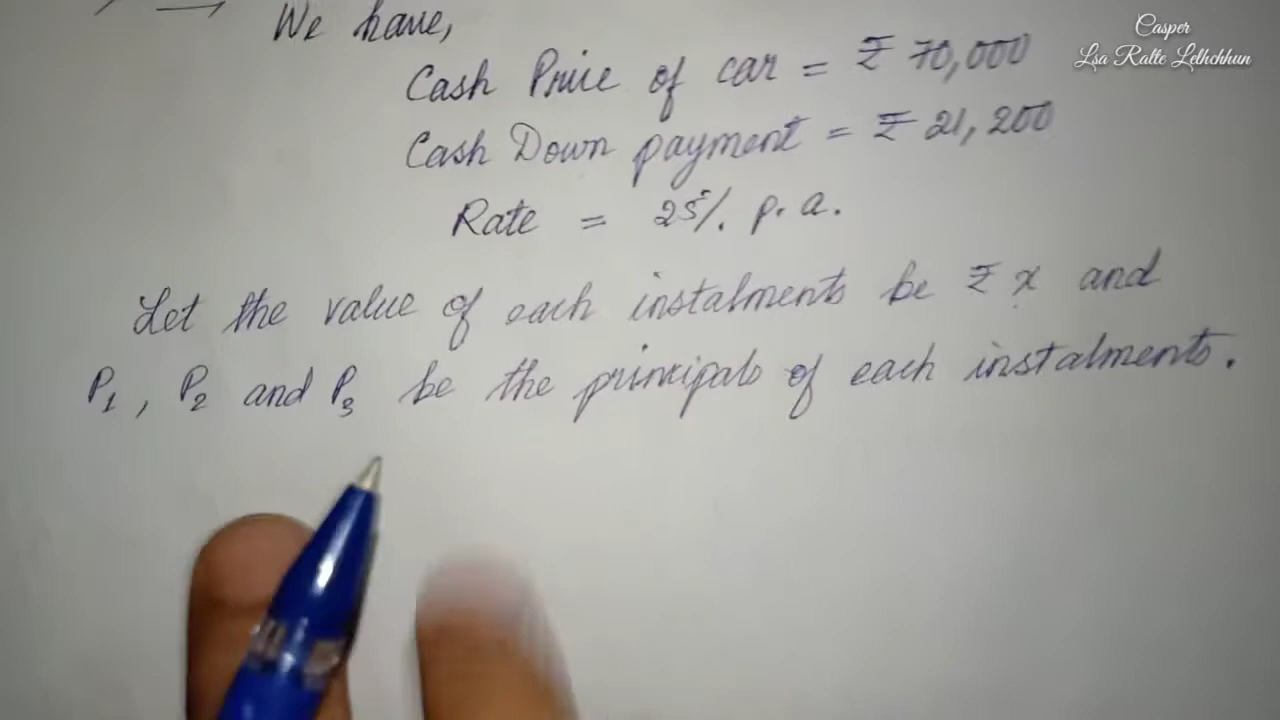 We have,
Casper
Lsa Ralte Lethchhun
Cash Price of car = ₹ 70,000
Cash Down payment = ₹ 21,200
Rate = 25% p.a.
Let the value of each instalments be ₹ x and
P₁, P₂ and P₃ be the principals of each instalments.